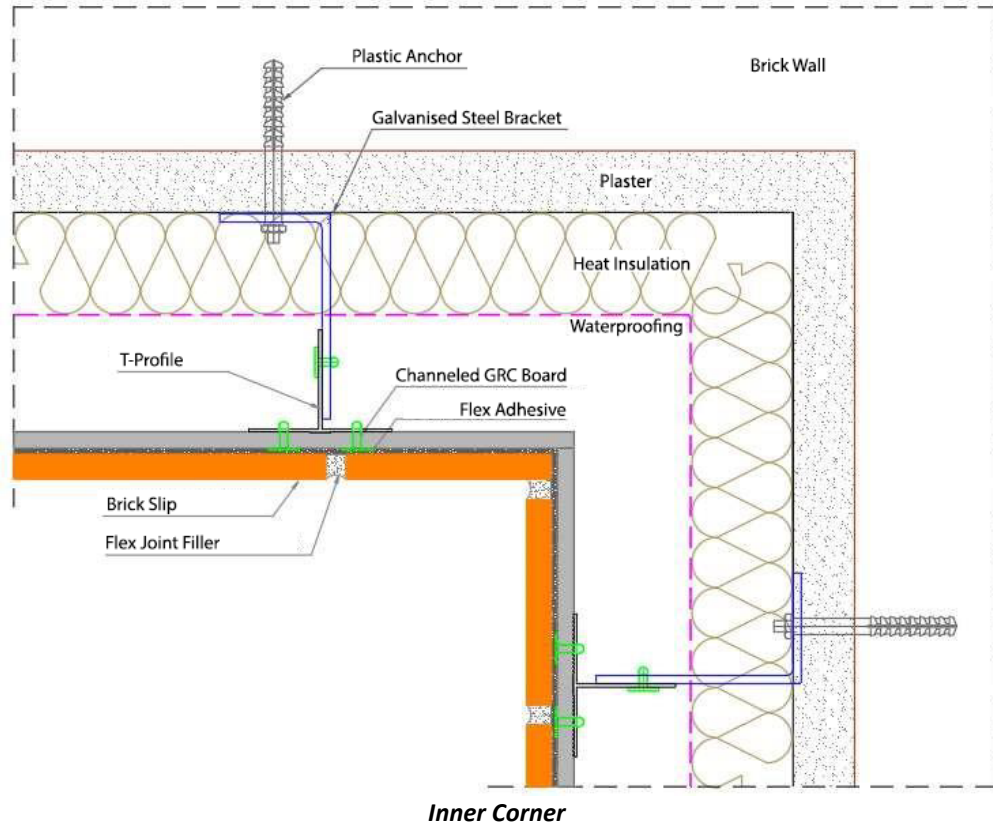 Plastic Anchor
Brick Wall
Galvanised Steel Bracket
Plaster
Heat Insulation
Waterproofing
T-Profile
Channeled GRC Board
Flex Adhesive
Brick Slip
Flex Joint Filler
Inner Corner